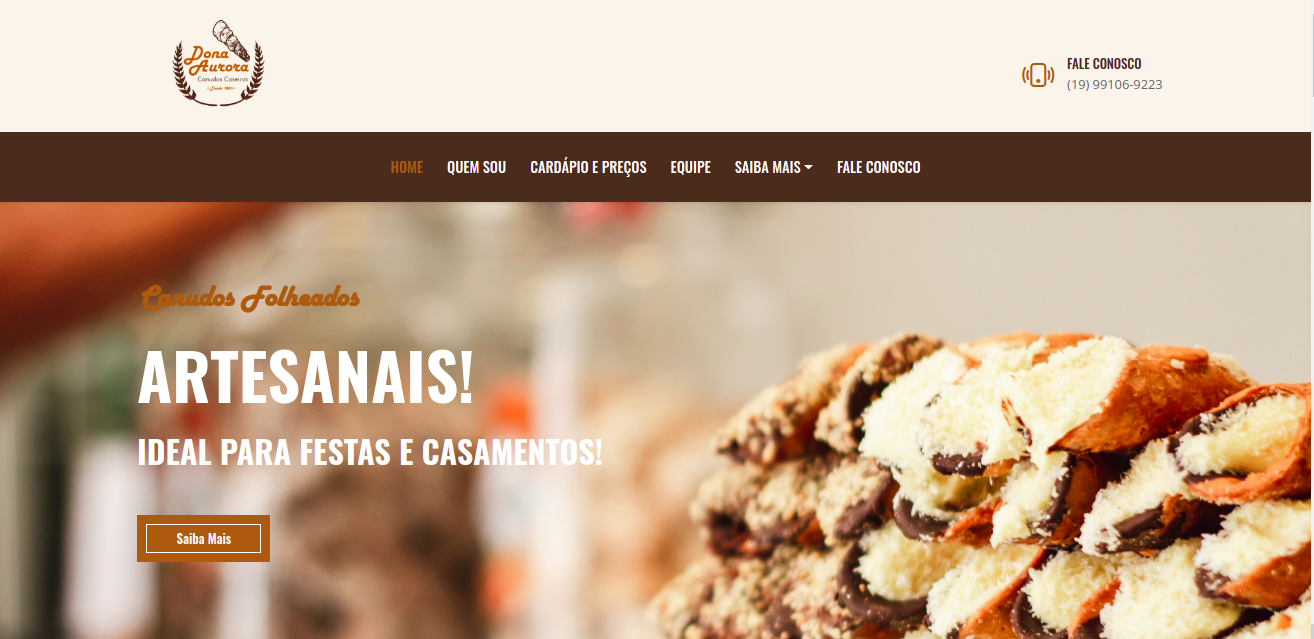 Dona
Aurora
Canudos Caseiros
FALE CONOSCO
(19) 99106-9223
HOME QUEM SOU CARDÁPIO E PREÇOS EQUIPE SAIBA MAIS FALE CONOSCO
Canudos Folheados
ARTESANAIS!
IDEAL PARA FESTAS E CASAMENTOS!
Saiba Mais